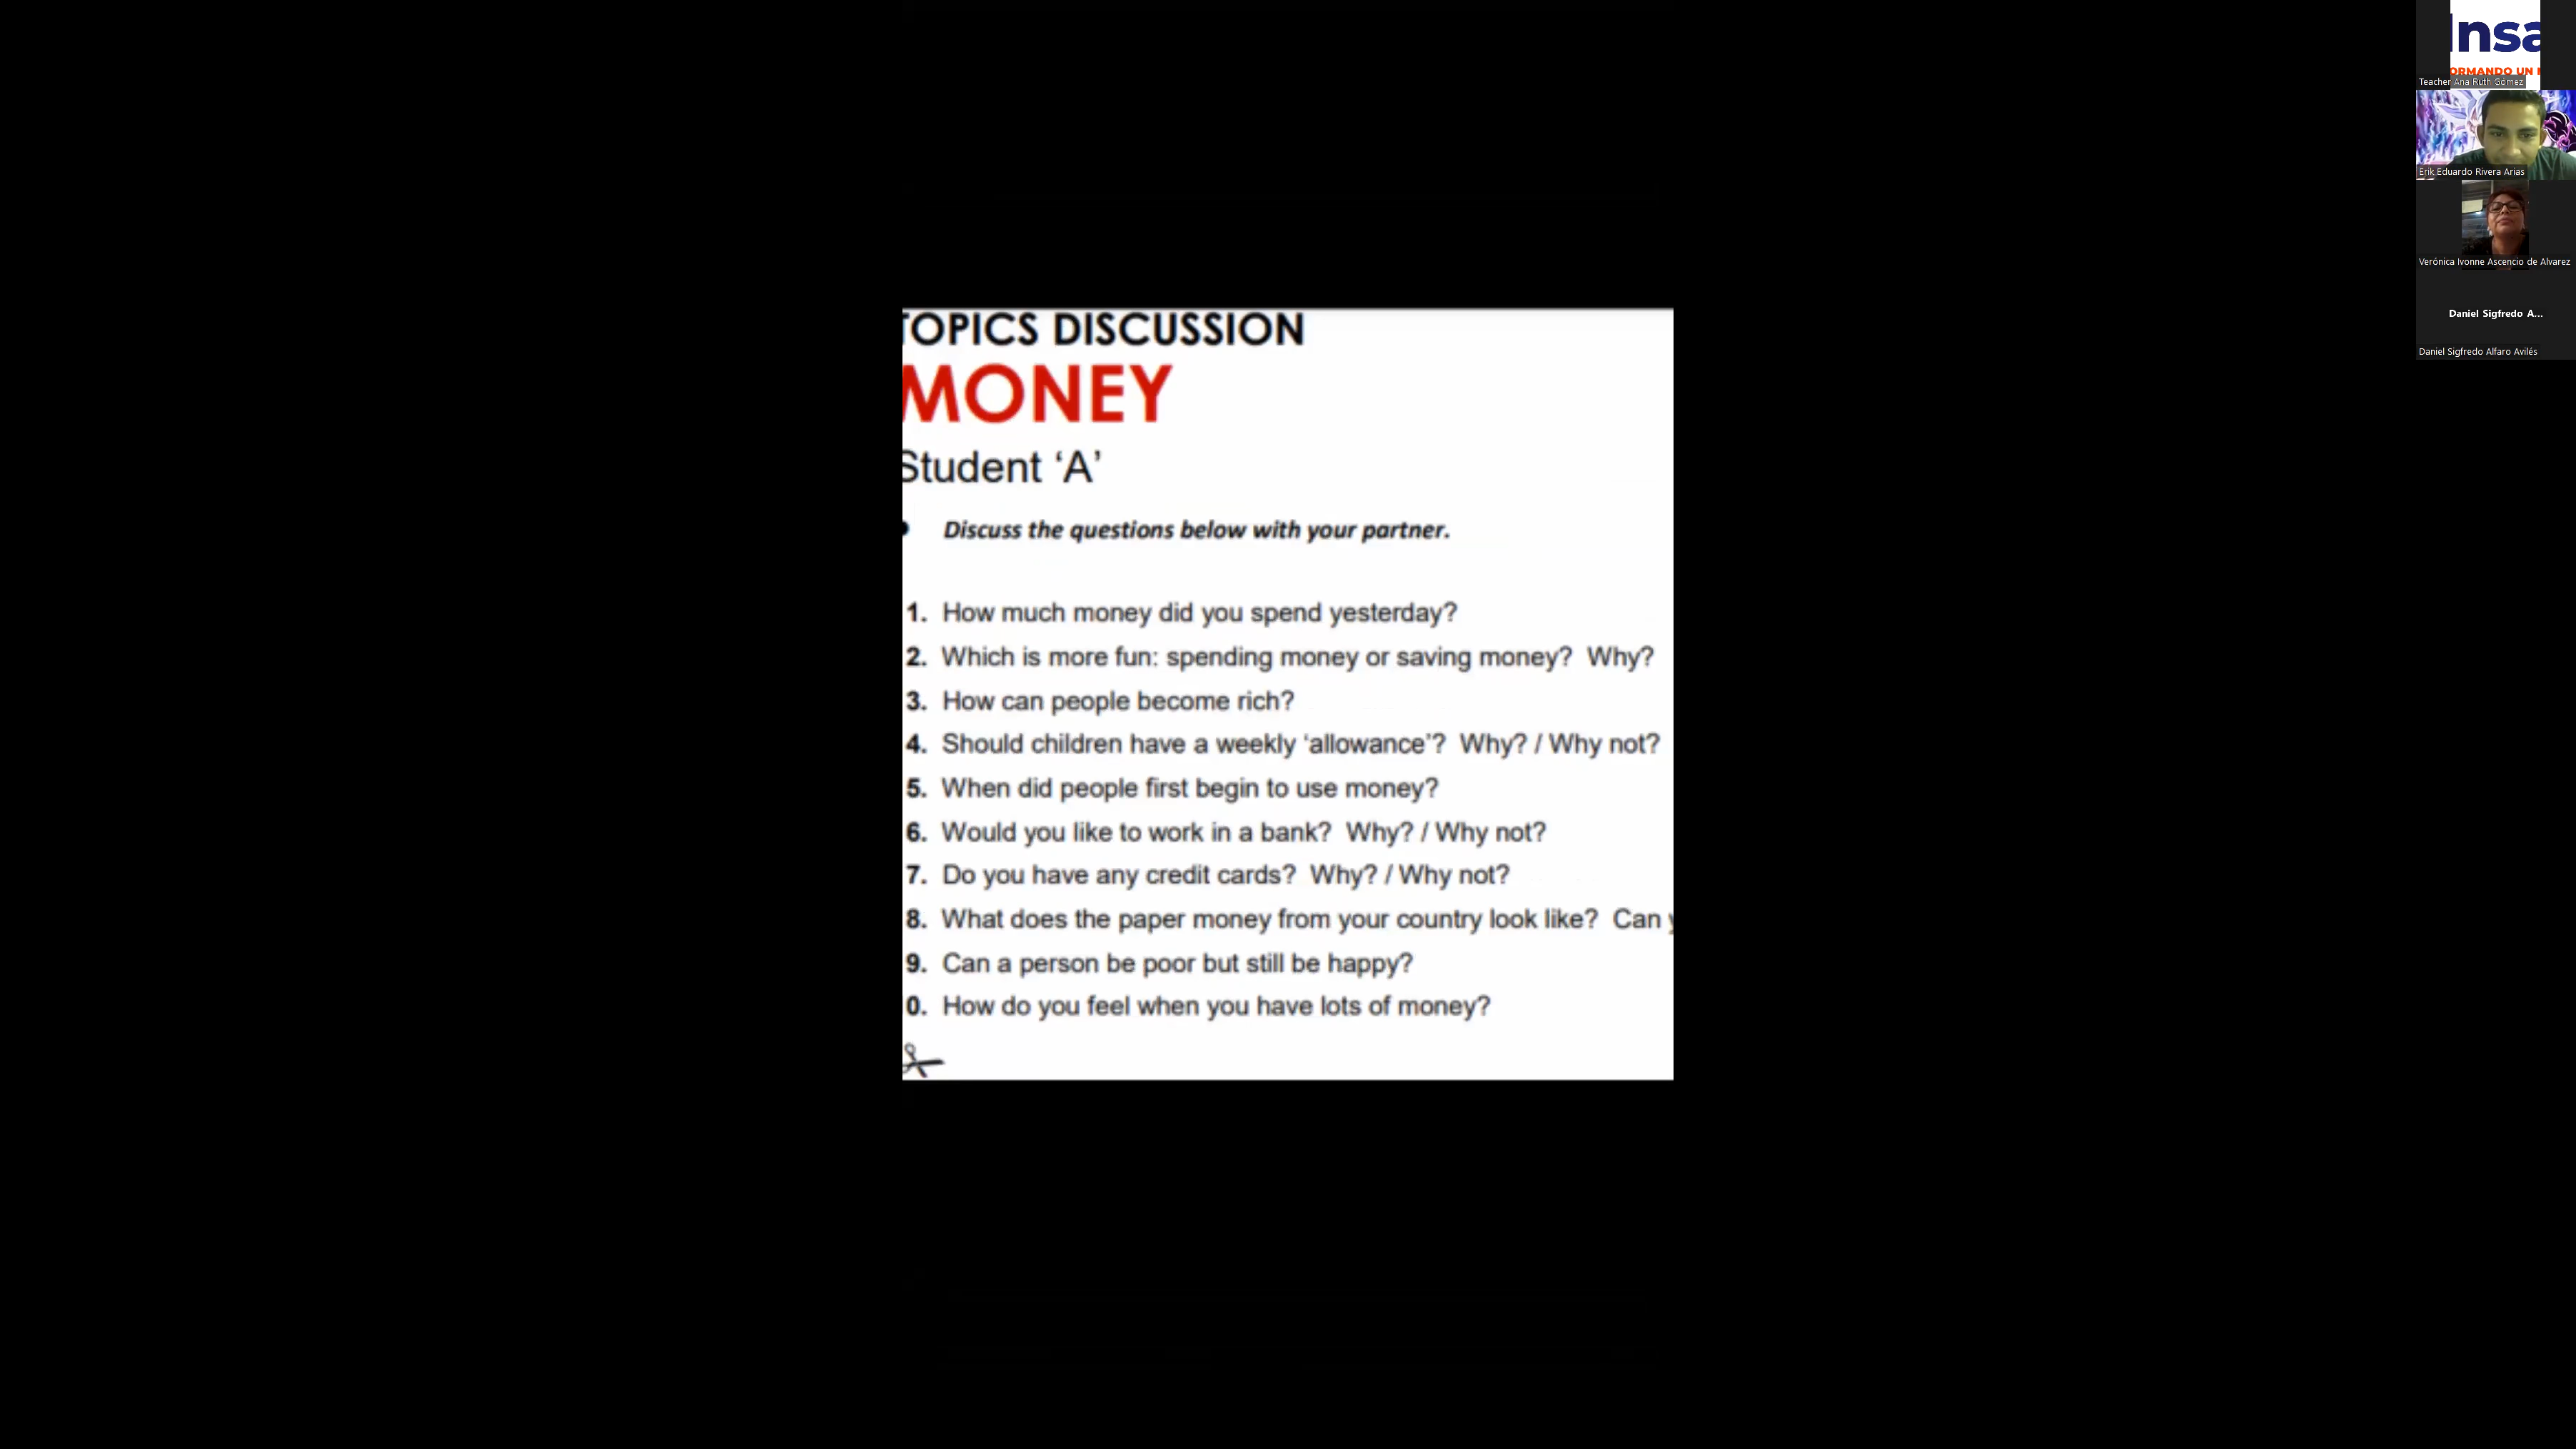 TOPICS DISCUSSION
MONEY
Student ‘A’
Discuss the questions below with your partner.
1. How much money did you spend yesterday?
2. Which is more fun: spending money or saving money? Why?
3. How can people become rich?
4. Should children have a weekly ‘allowance’? Why? / Why not?
5. When did people first begin to use money?
6. Would you like to work in a bank? Why? / Why not?
7. Do you have any credit cards? Why? / Why not?
8. What does the paper money from your country look like? Can y
9. Can a person be poor but still be happy?
0. How do you feel when you have lots of money?
Insa
ORMANDO UN
Teacher Ana Ruth Gómez
Erik Eduardo Rivera Arias
Verónica Ivonne Ascencio de Alvarez
Daniel Sigfredo A...
Daniel Sigfredo Alfaro Avilés